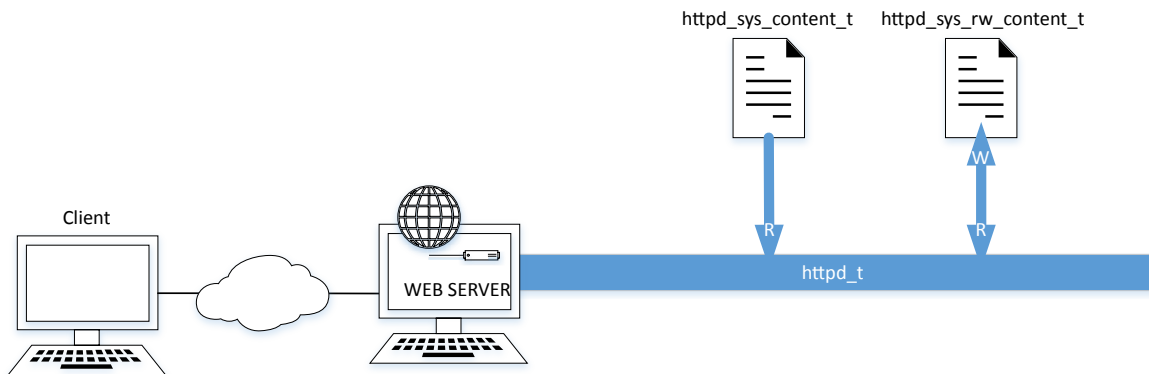 httpd_sys_content_t
httpd_sys_rw_content_t
W
Client
R
R
httpd_t
WEB SERVER